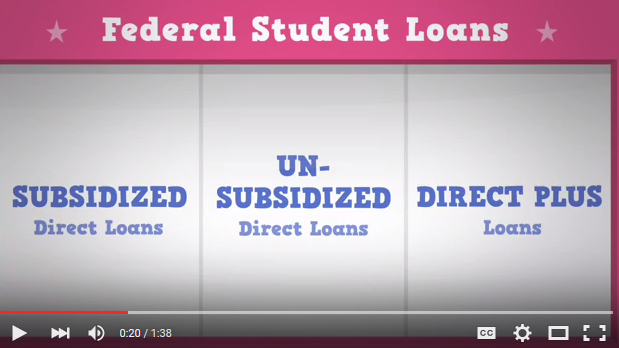 Federal Student Loans
SUBSIDIZED
Direct Loans
UN-
SUBSIDIZED
Direct Loans
DIRECT PLUS
Loans
0:20 / 1:38
CC